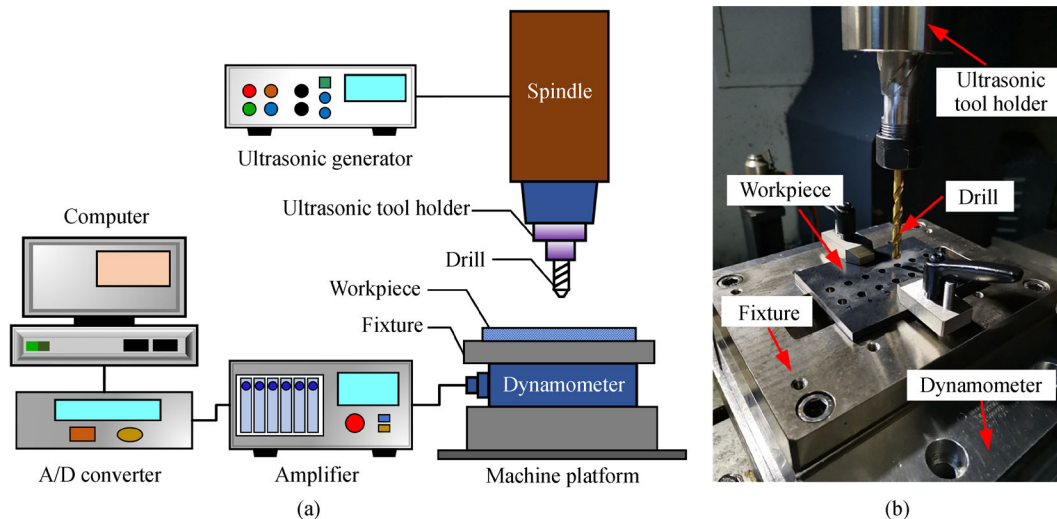 Spindle
Ultrasonic generator
Computer
Ultrasonic tool holder
Drill
Workpiece
Fixture
Dynamometer
A/D converter
Amplifier
Machine platform
(a)
Ultrasonic
tool holder
Workpiece
Drill
Fixture
Dynamometer
(b)